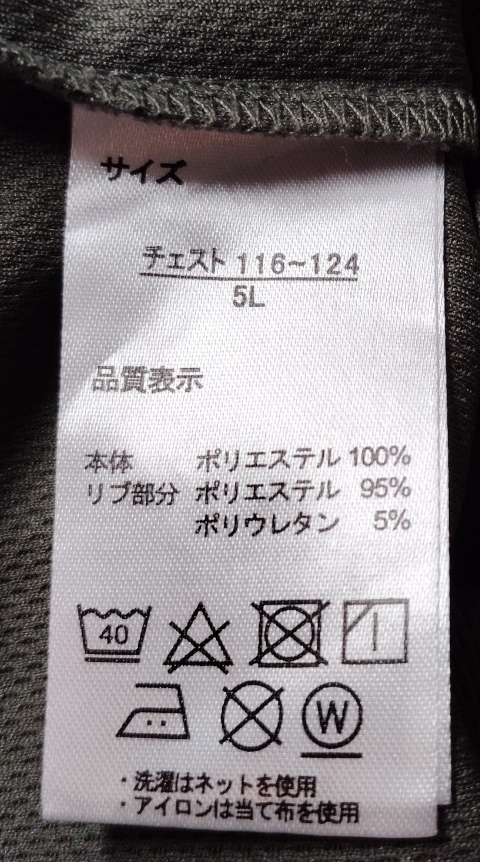 サイズ
チェスト 116~124
5L
品質表示
本体 ポリエステル 100%
リブ部分 ポリエステル 95%
ポリウレタン 5%
40
W
・洗濯はネットを使用
・アイロンは当て布を使用